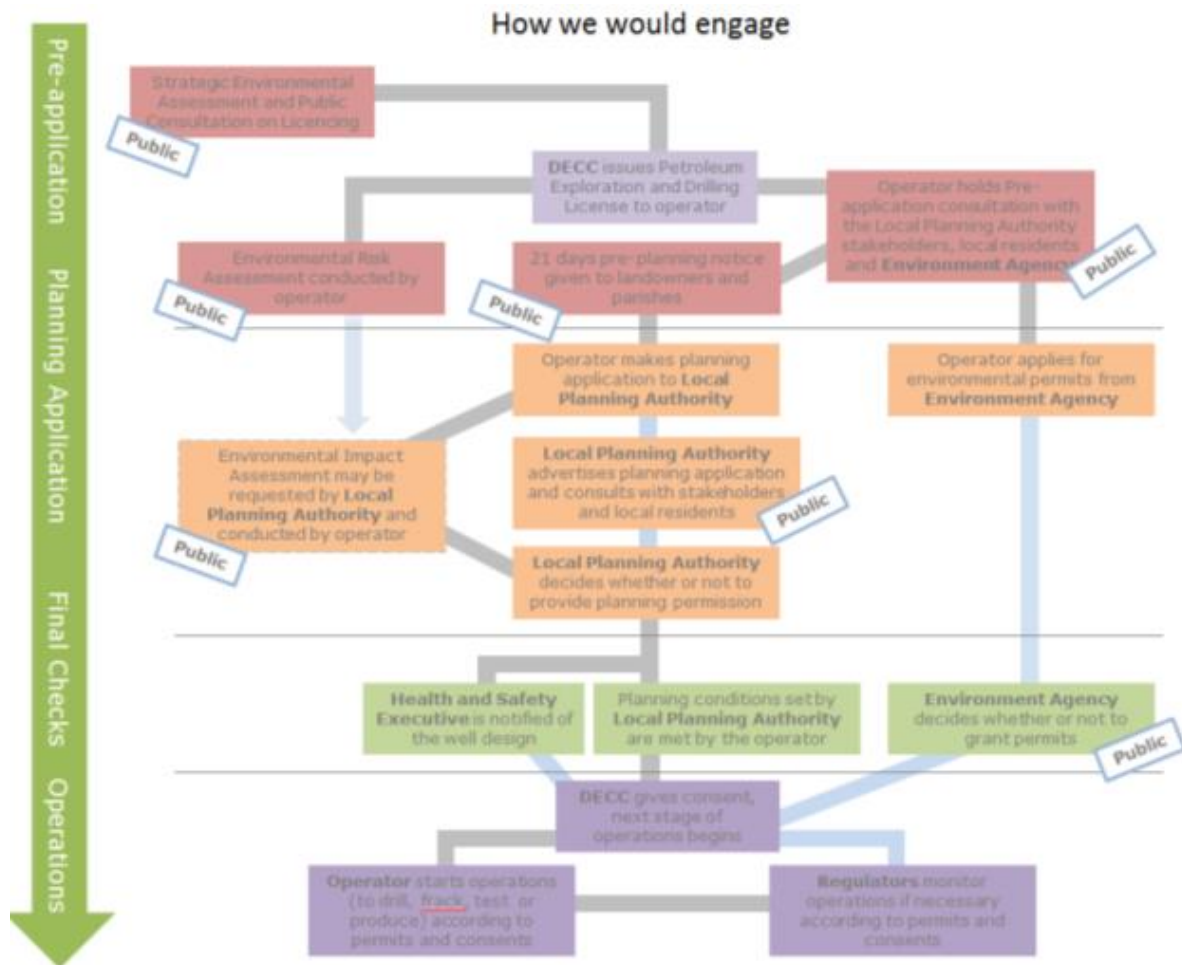 How we would engage
Pre-application
Strategic Environmental
Assessment and Public
Consultation on Licencing
Public
DECC issues Petroleum
Exploration and Drilling
License to operator
Operator holds Pre-
application consultation with
the Local Planning Authority
stakeholders, local residents
and Environment Agency
Public
Environmental Risk
Assessment conducted by
operator
Public
21 days pre-planning notice
given to landowners and
parishes
Public
Planning Application
Operator makes planning
application to Local
Planning Authority
Operator applies for
environmental permits from
Environment Agency
Environmental Impact
Assessment may be
requested by Local
Planning Authority and
conducted by operator
Public
Local Planning Authority
advertises planning application
and consults with stakeholders
and local residents
Public
Local Planning Authority
decides whether or not to
provide planning permission
Final Checks
Health and Safety
Executive is notified of
the well design
Planning conditions set by
Local Planning Authority
are met by the operator
Environment Agency
decides whether or not to
grant permits
Public
Operations
DECC gives consent,
next stage of
operations begins
Operator starts operations
(to drill, frack, test or
produce) according to
permits and consents
Regulators monitor
operations if necessary
according to permits and
consents